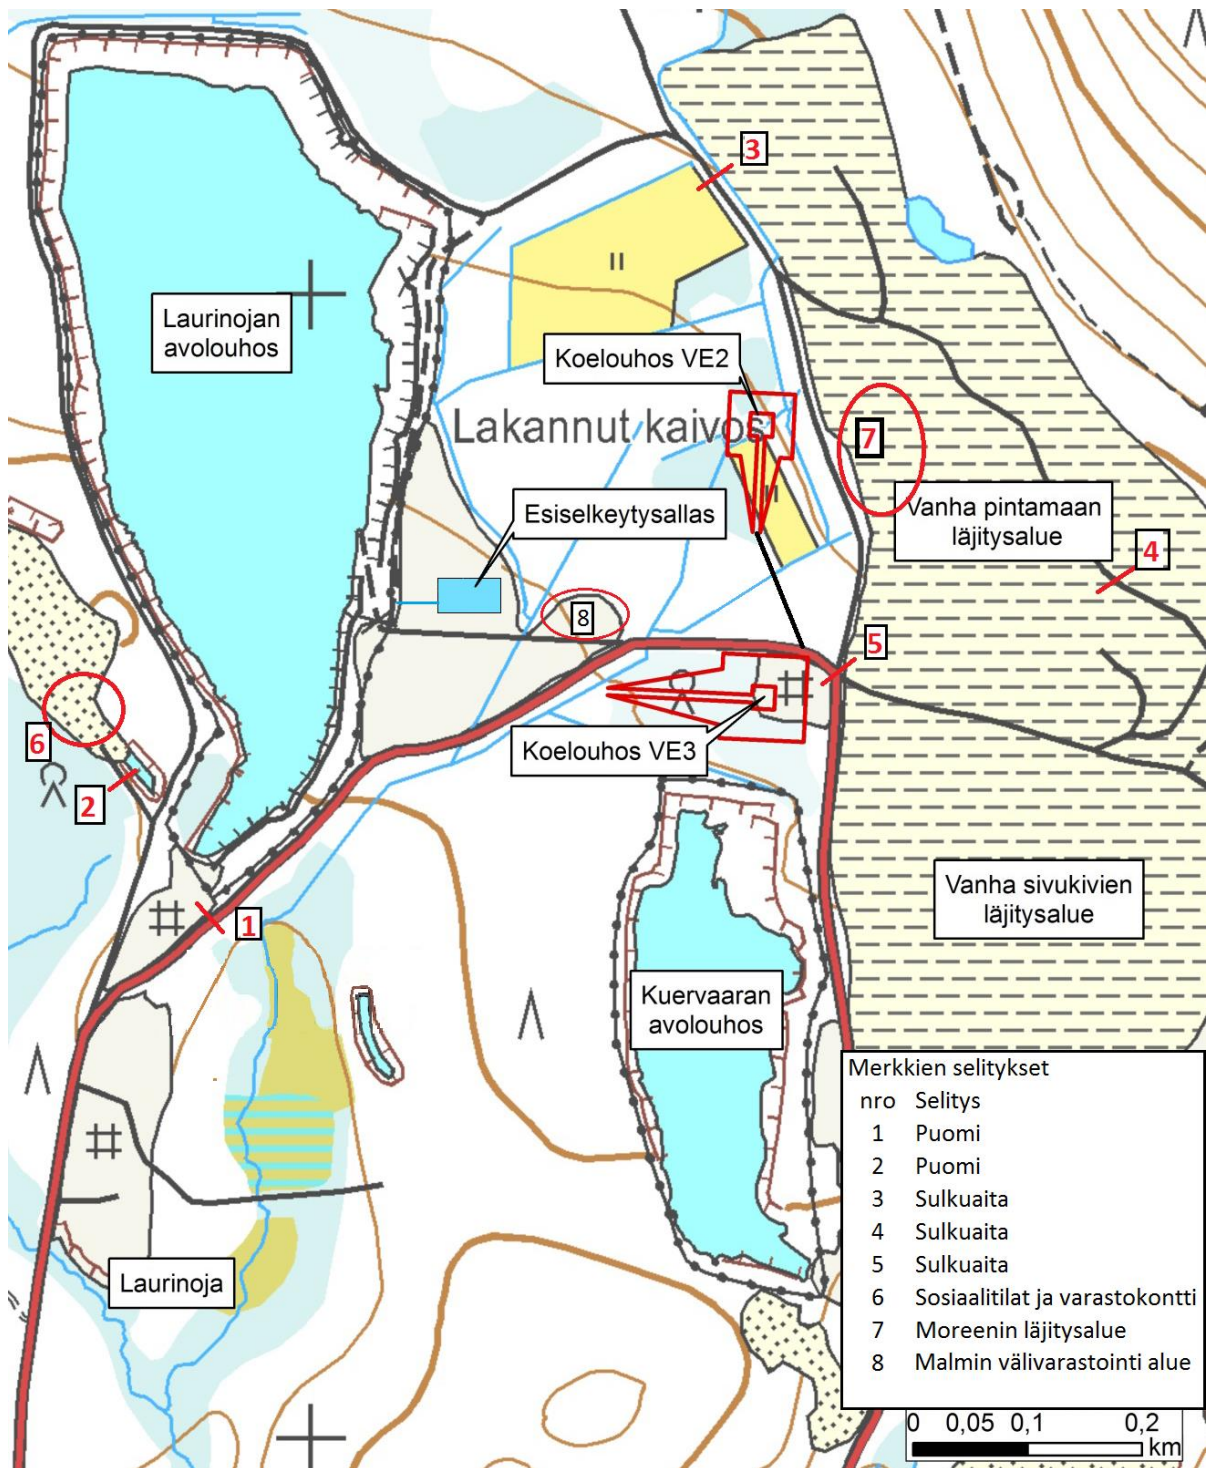 3
Laurinojan
avolouhos
Koelouhos VE2
Lakannut kaivos
7
Esiselkeytysallas
Vanha pintamaan
läjitysalue
4
8
5
6
Koelouhos VE3
2
1
Vanha sivukivien
läjitysalue
Kuervaaran
avolouhos
Laurinoja
Merkkien selitykset
nro Selitys
1 Puomi
2 Puomi
3 Sulkuaita
4 Sulkuaita
5 Sulkuaita
6 Sosiaalitilat ja varastokontti
7 Moreenin läjitysalue
8 Malmin välivarastointi alue
0 0,05 0,1 0,2
km